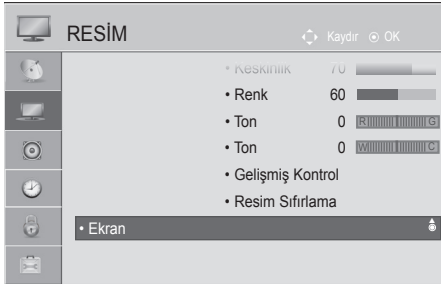 RESİM
Kaydır OK
• Keskinlik 70
• Renk 60
• Ton 0 R G
• Ton 0 W C
• Gelişmiş Kontrol
• Resim Sıfırlama
• Ekran